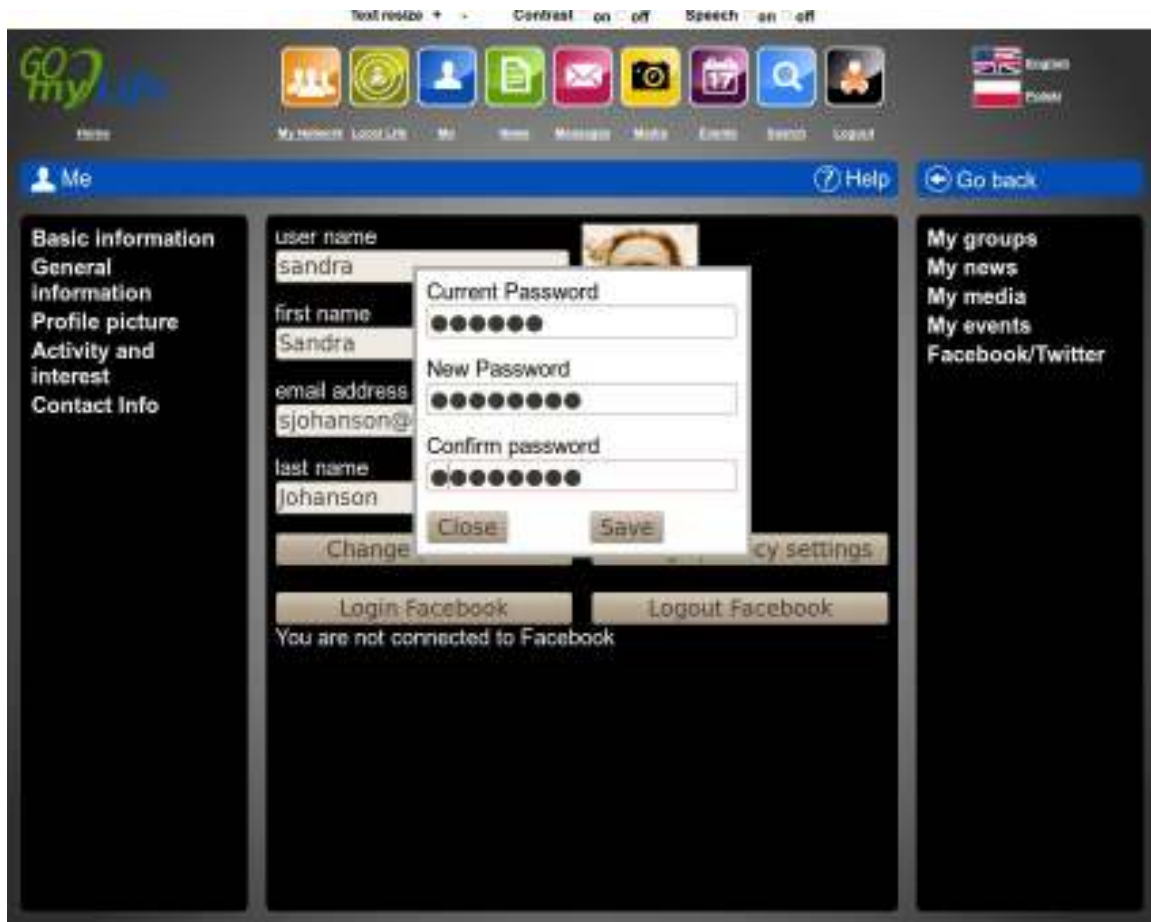 Text resize + -
Contrast on off
Speech on off
GO
my Life
Home
My Network
Local Life
Me
News
Messages
Media
17
Events
Search
Logout
English
Polski
Me
? Help
Go back
Basic information
General
information
Profile picture
Activity and
interest
Contact Info
user name
sandra
first name
Sandra
email address
sjohanson@
last name
Johanson
Change
cy settings
Login Facebook
Logout Facebook
You are not connected to Facebook
Current Password
●●●●●●
New Password
●●●●●●●●
Confirm password
●●●●●●●●
Close
Save
My groups
My news
My media
My events
Facebook/Twitter